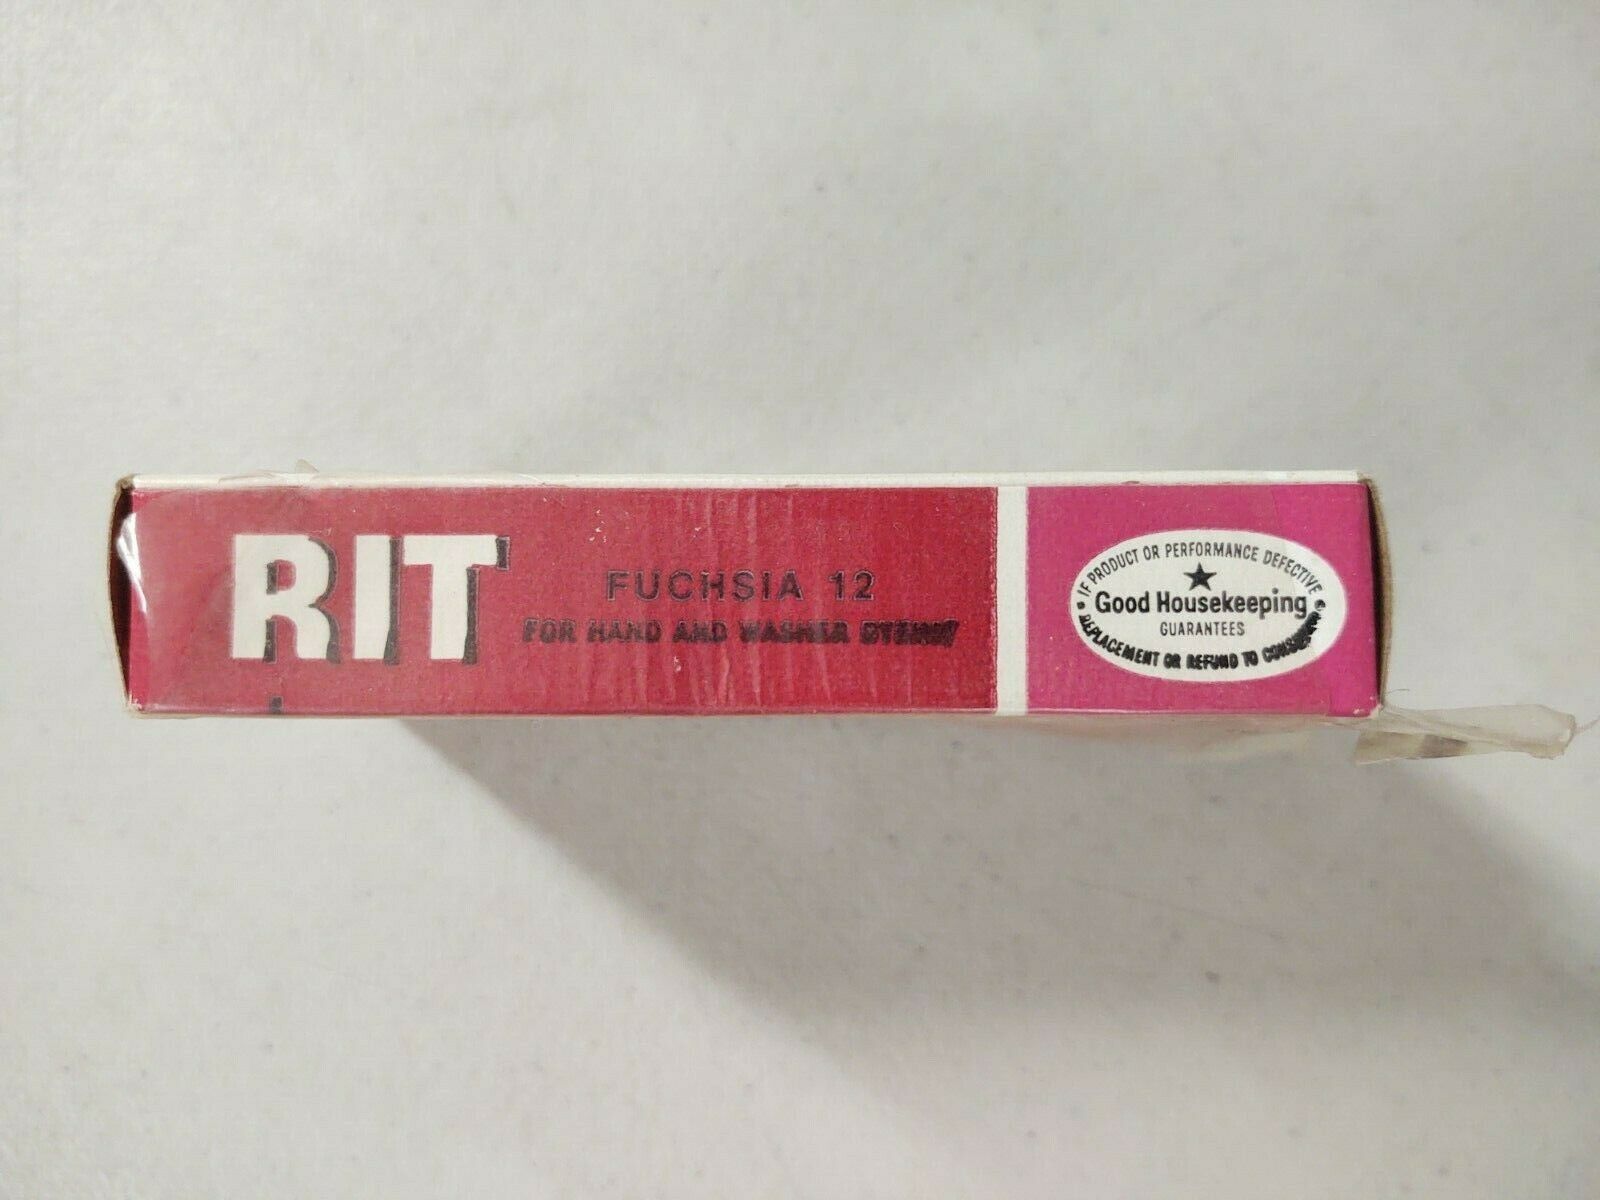 RIT
FUCHSIA 12
FOR HAND AND WASHER DYEING
IF PRODUCT OR PERFORMANCE DEFECTIVE
★
Good Housekeeping
GUARANTEES
REPLACEMENT OR REFUND TO CONSUMER